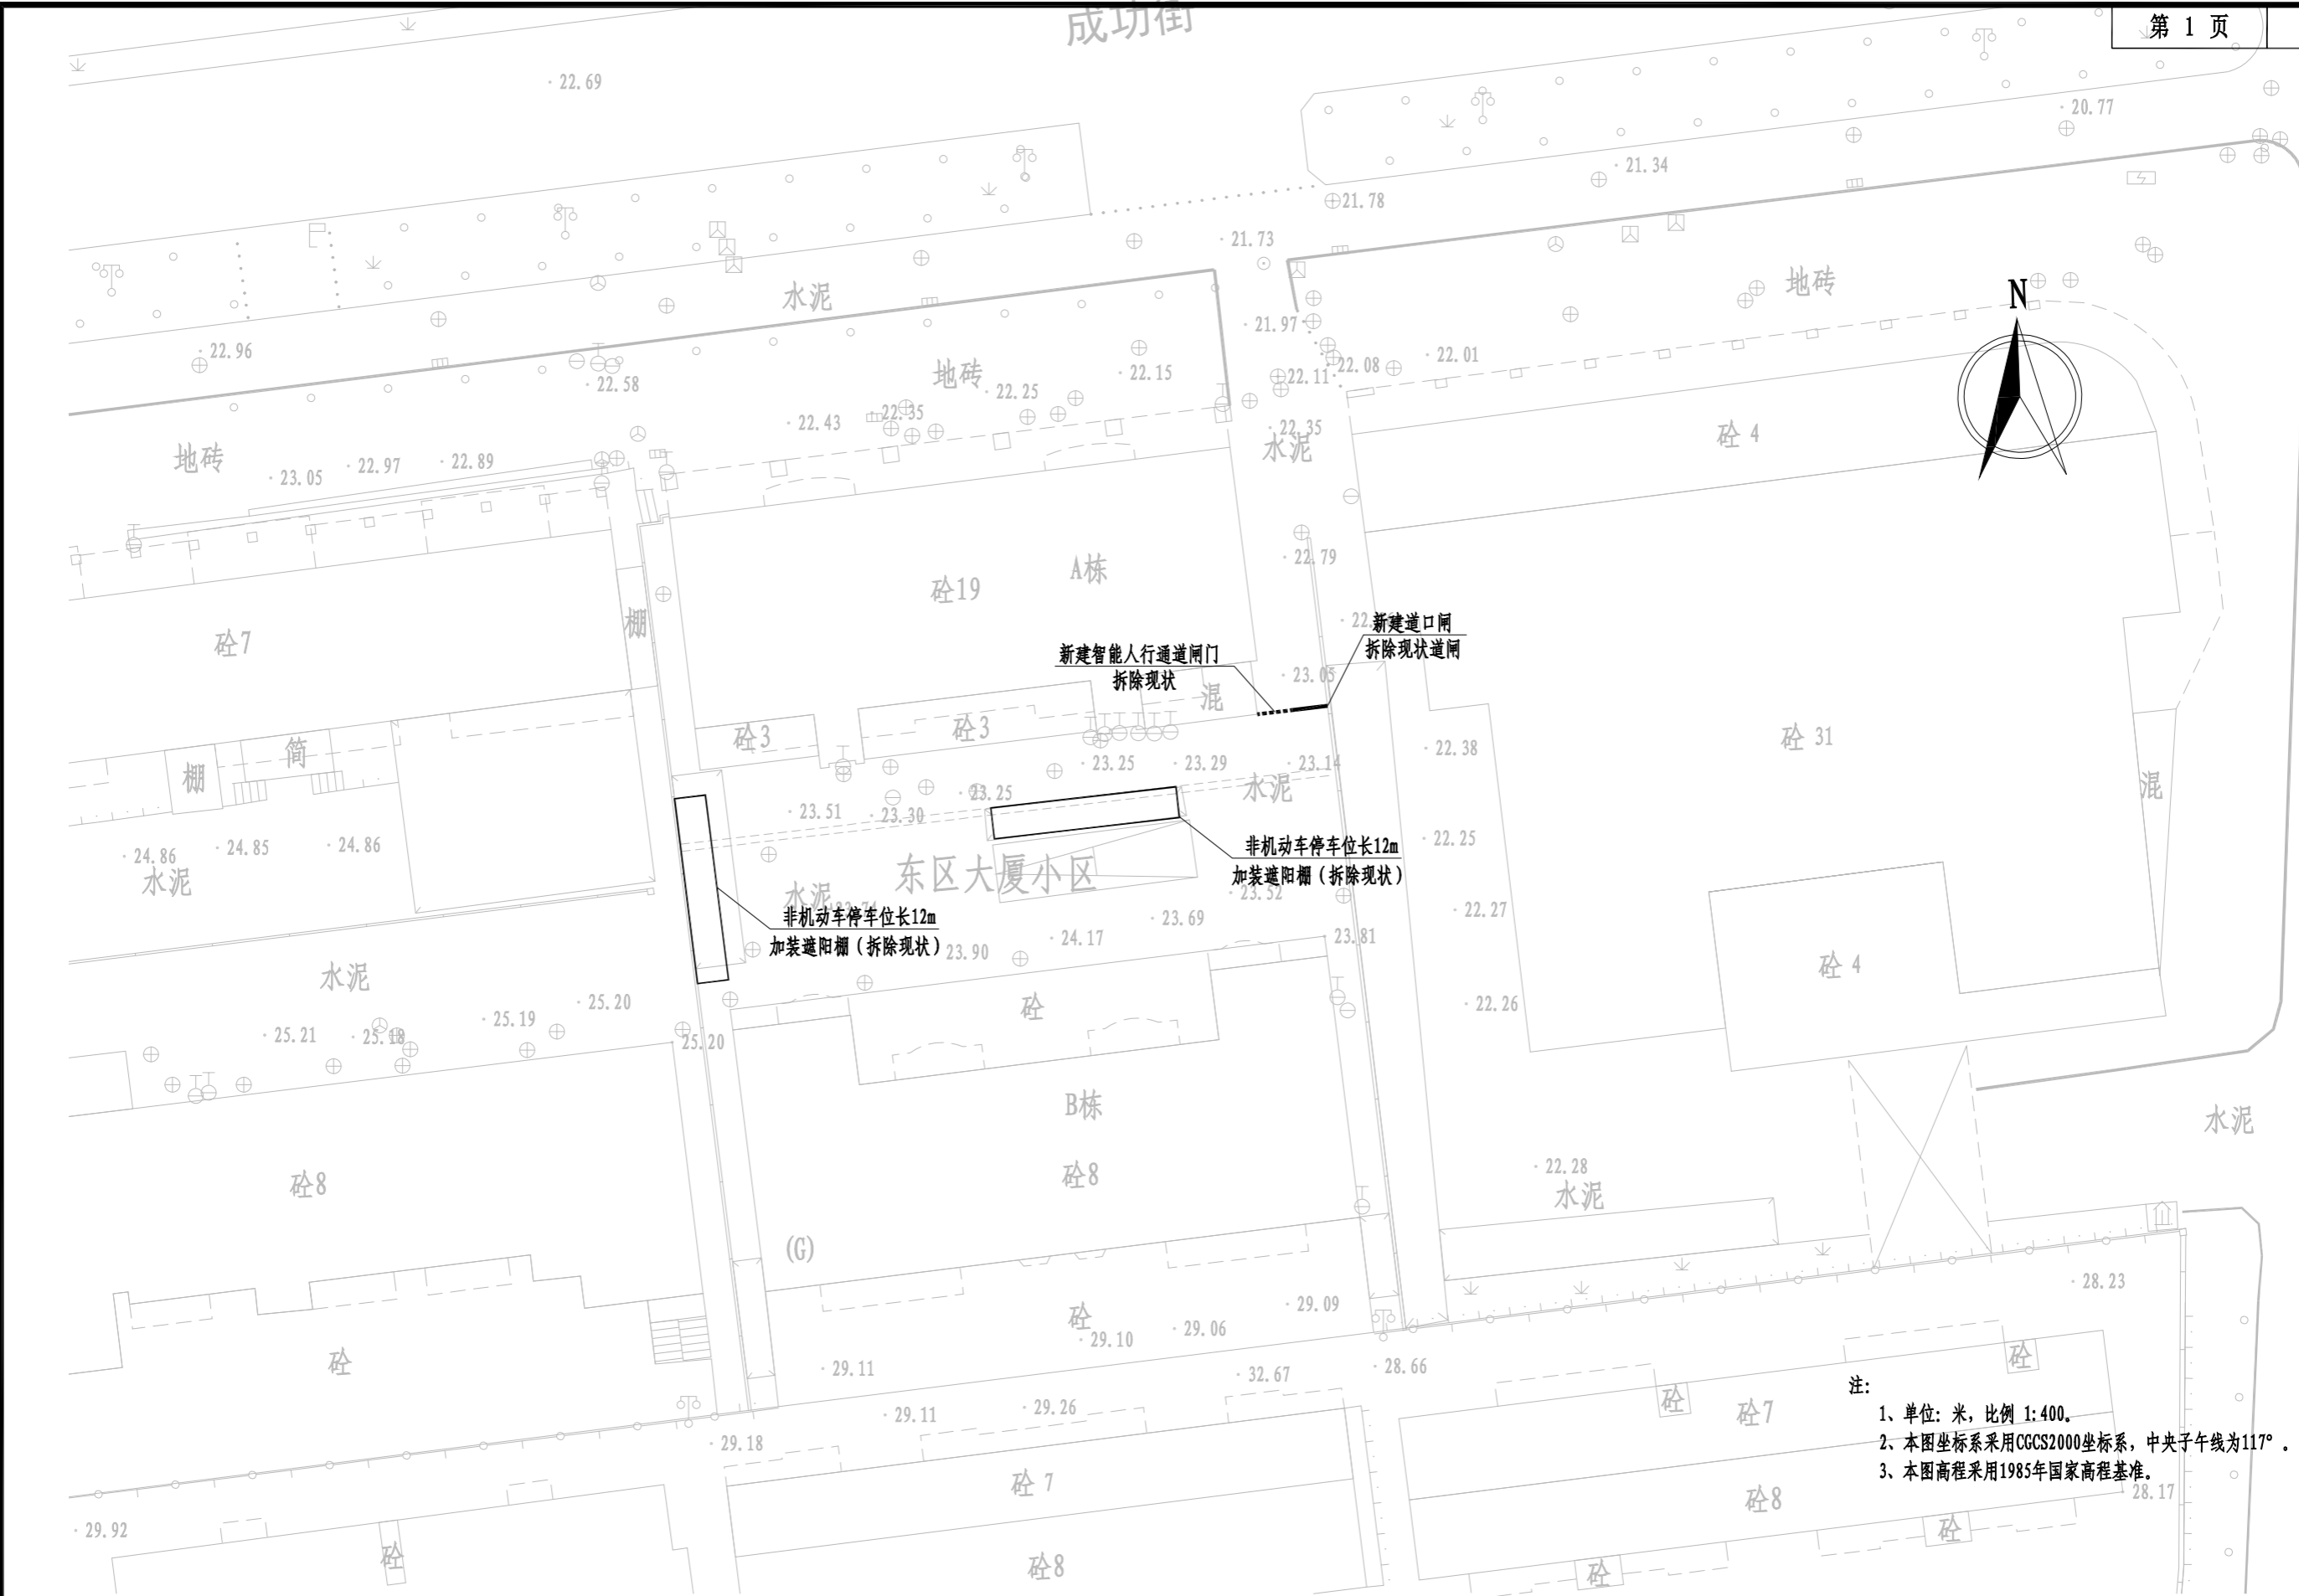 成功街
第 1 页
22.69
20.77
21.34
21.78
21.73
水泥
地砖
N
22.96
21.97
22.58
地砖
22.25
22.15
22.11
22.08
22.01
22.43
22.35
22.35
水泥
砼 4
地砖
23.05
22.97
22.89
22.79
A栋
砼19
棚
砼7
新建道口闸
拆除现状道闸
新建智能人行通道闸门
拆除现状
23.05
混
砼3
砼3
砼 31
简
棚
22.38
23.25
23.29
23.14
水泥
混
23.51
23.30
23.25
24.86
24.85
24.86
水泥
22.25
非机动车停车位长12m
加装遮阳棚（拆除现状）
东区大厦小区
水泥
23.52
非机动车停车位长12m
加装遮阳棚（拆除现状）
23.69
22.27
24.17
23.81
23.90
砼 4
水泥
25.20
砼
22.26
25.21
25.18
25.19
25.20
B栋
水泥
砼8
砼8
22.28
水泥
(G)
28.23
29.09
砼
29.10
29.06
砼
29.11
32.67
28.66
砼
砼
砼7
29.11
29.26
29.18
注：
1、单位：米，比例 1:400。
2、本图坐标系采用CGCS2000坐标系，中央子午线为117°。
3、本图高程采用1985年国家高程基准。
砼 7
砼8
28.17
29.92
砼
砼8
砼
砼